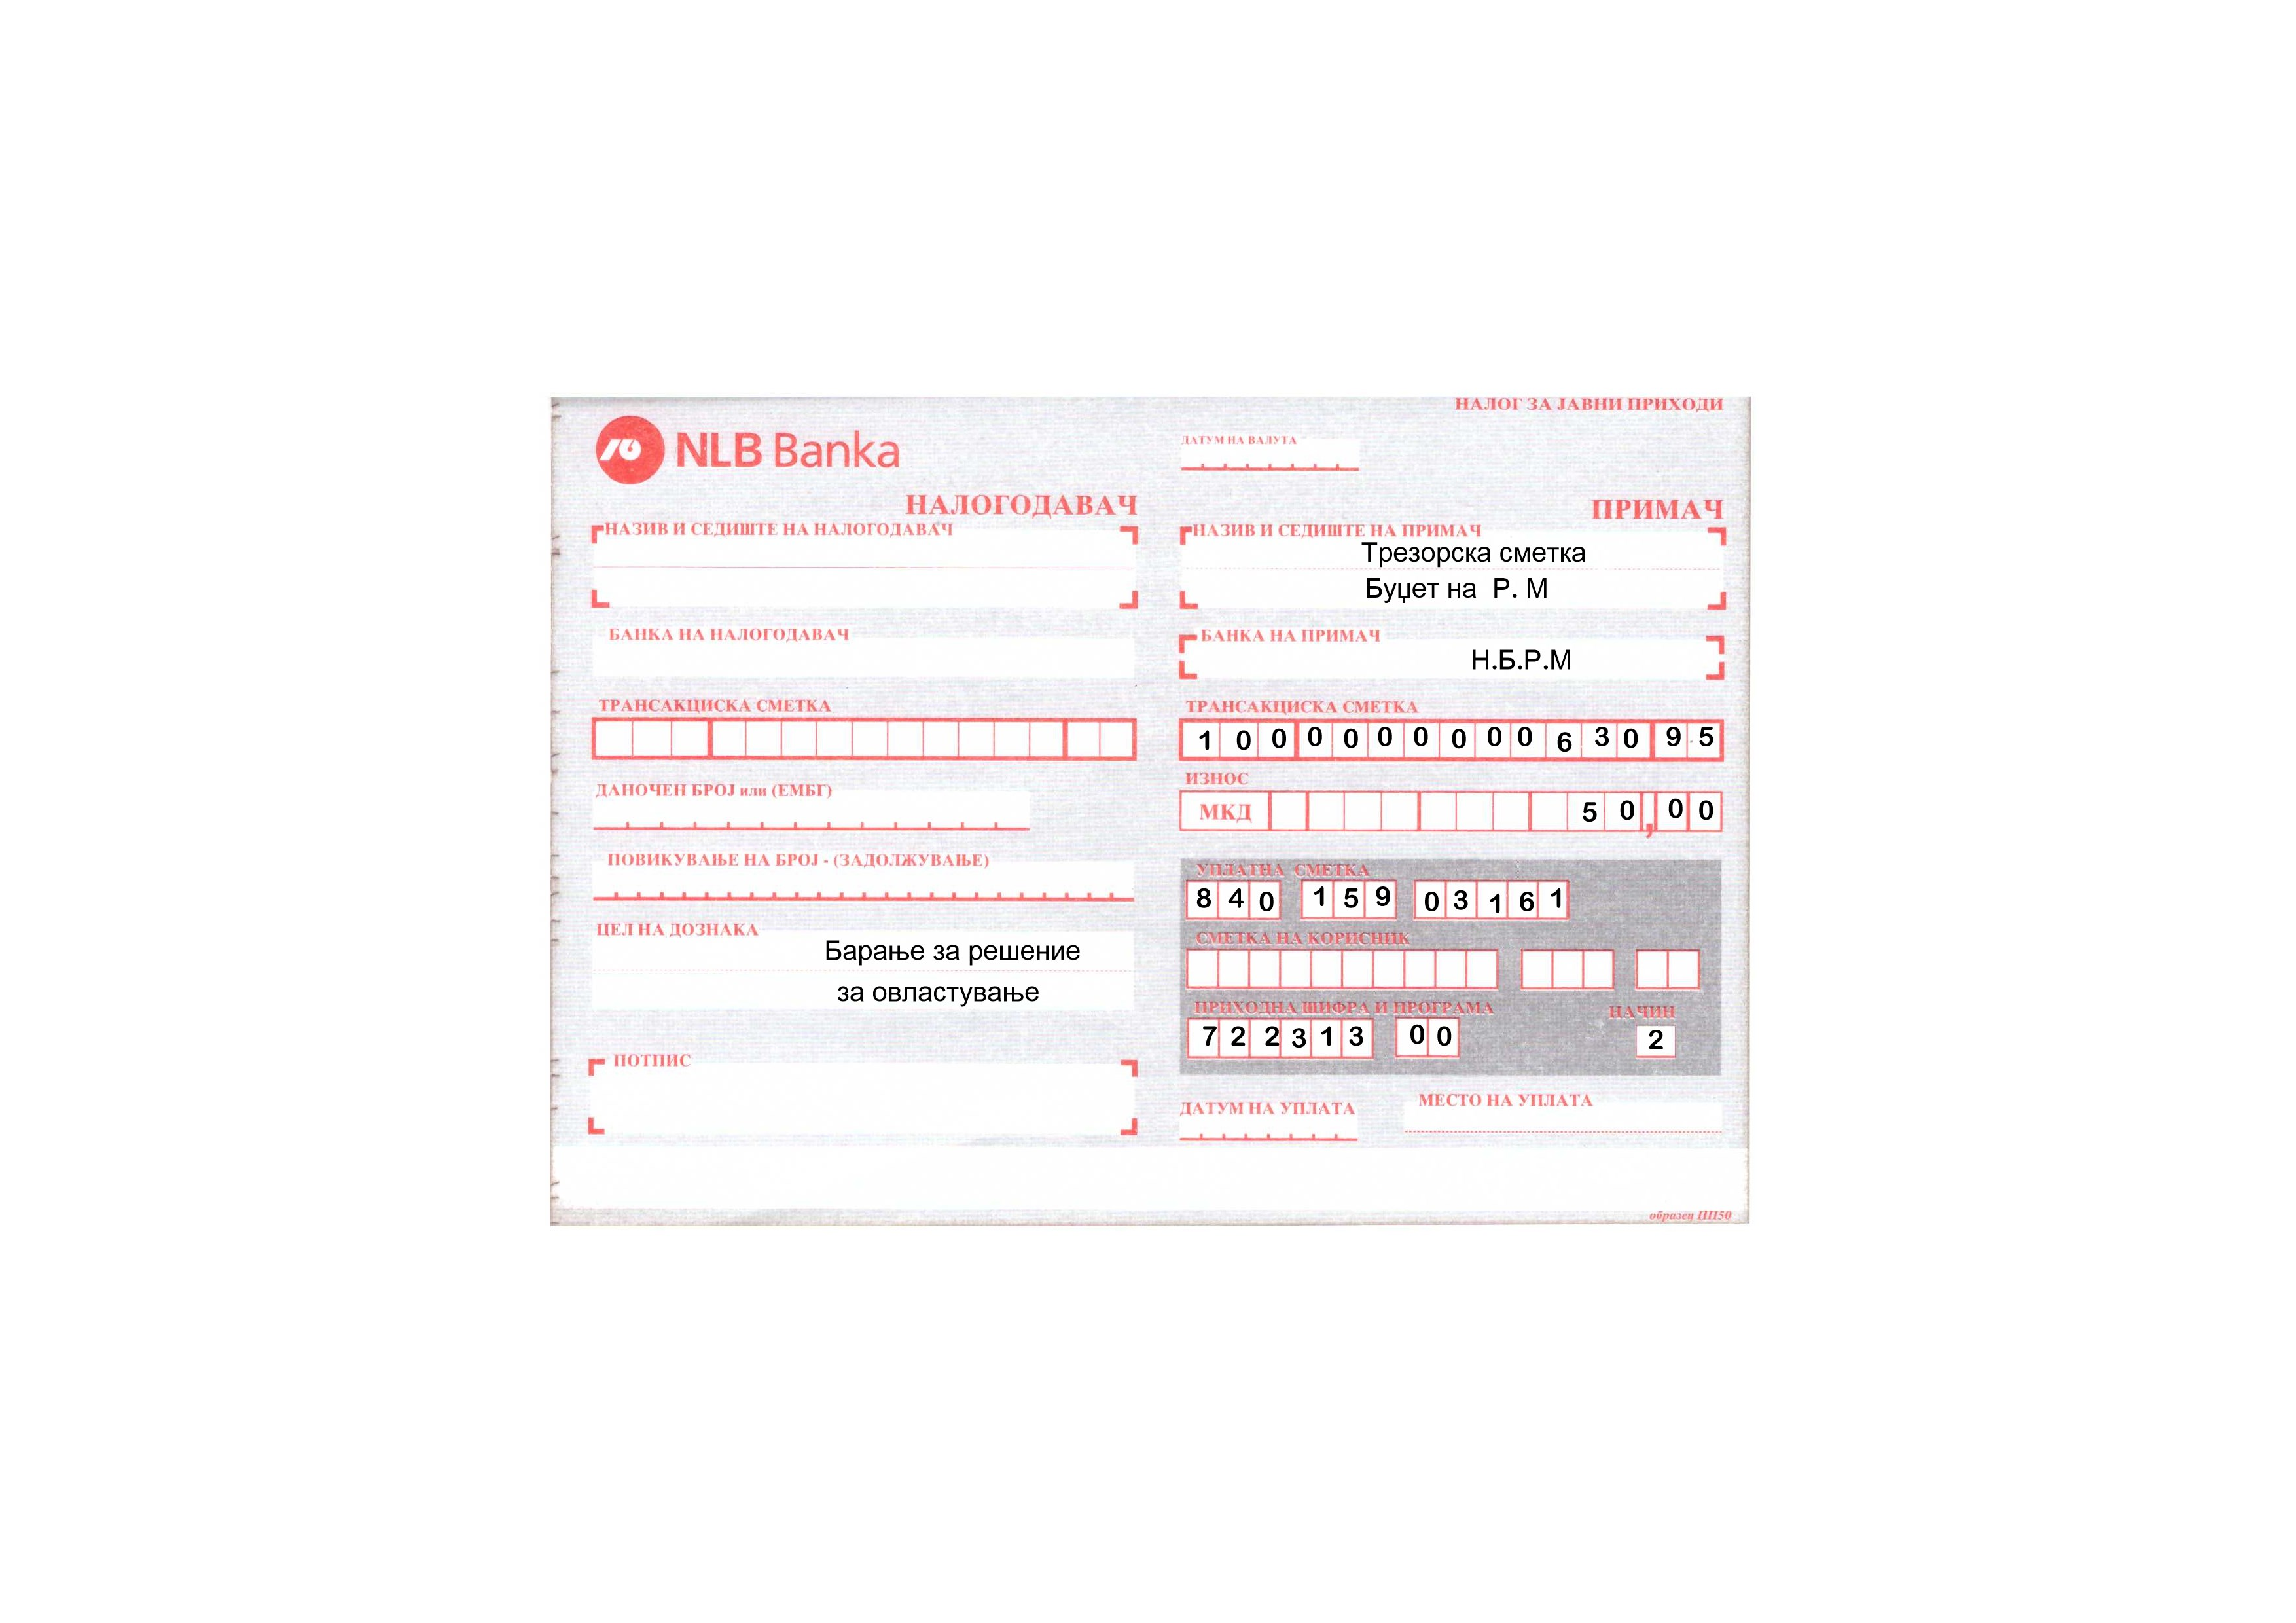 НАЛОГ ЗА ЈАВНИ ПРИХОДИ
NLB Banka
ДАТУМ НА ВАЛУТА
НАЛОГОДАВАЧ
НАЗИВ И СЕДИШТЕ НА НАЛОГОДАВАЧ
БАНКА НА НАЛОГОДАВАЧ
ТРАНСАКЦИСКА СМЕТКА
ДАНОЧЕН БРОЈ или (ЕМБГ)
ПОВИКУВАЊЕ НА БРОЈ - (ЗАДОЛЖУВАЊЕ)
ЦЕЛ НА ДОЗНАКА
Барање за решение
за овластување
ПОТПИС
ПРИМАЧ
НАЗИВ И СЕДИШТЕ НА ПРИМАЧ
Трезорска сметка
Буџет на Р. М
БАНКА НА ПРИМАЧ
Н.Б.Р.М
ТРАНСАКЦИСКА СМЕТКА
1 0 0 0 0 0 0 0 0 0 6 3 0 9 5
ИЗНОС
МКД 5 0 , 0 0
УПЛАТНА СМЕТКА
8 4 0 1 5 9 0 3 1 6 1
СМЕТКА НА КОРИСНИК
ПРИХОДНА ШИФРА И ПРОГРАМА НАЧИН
7 2 2 3 1 3 0 0 2
ДАТУМ НА УПЛАТА
МЕСТО НА УПЛАТА
образец ПП50